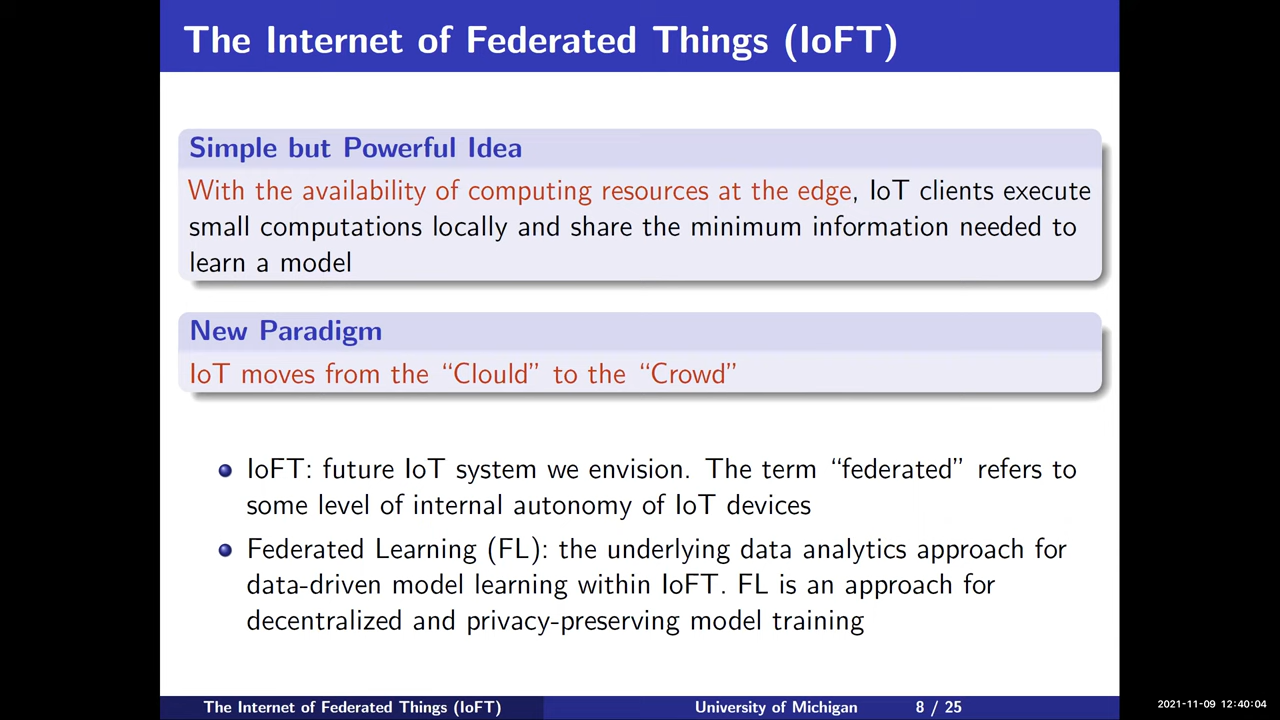 The Internet of Federated Things (IoFT)
Simple but Powerful Idea
With the availability of computing resources at the edge, IoT clients execute
small computations locally and share the minimum information needed to
learn a model
New Paradigm
IoT moves from the “Clould” to the “Crowd”
IoFT: future IoT system we envision. The term “federated” refers to
some level of internal autonomy of IoT devices
Federated Learning (FL): the underlying data analytics approach for
data-driven model learning within IoFT. FL is an approach for
decentralized and privacy-preserving model training
The Internet of Federated Things (IoFT) University of Michigan 8 / 25
2021-11-09 12:40:04